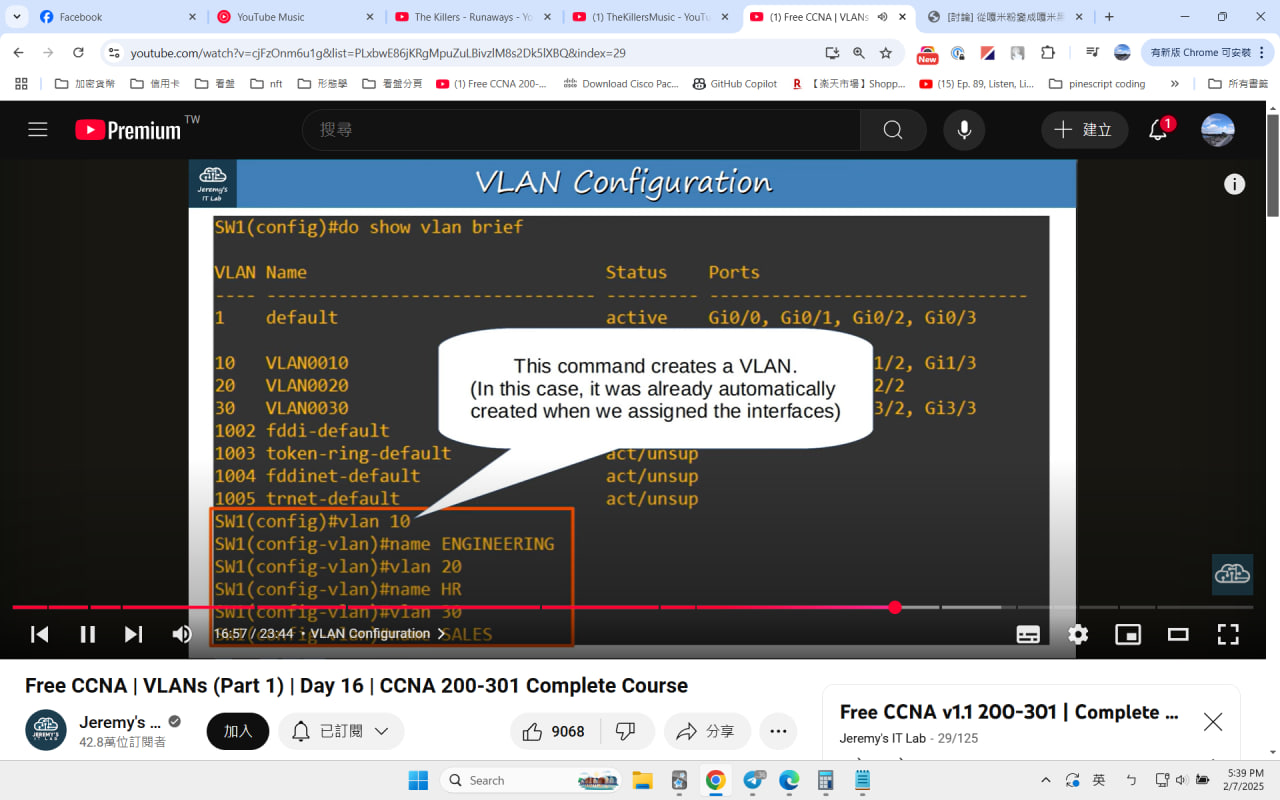 Facebook
YouTube Music
The Killers - Runaways - Yo
(1) TheKillersMusic - YouTu
(1) Free CCNA | VLANs
[討論] 從嘎米粉變成嘎米黑
youtube.com/watch?v=cjFzOnm6u1g&list=PLxbwE86jKRgMpuZuLBivzlM8s2Dk5lXBQ&index=29
New
有新版 Chrome 可安裝
加密貨幣
信用卡
看盤
nft
形態學
看盤分頁
(1) Free CCNA 200-...
Download Cisco Pac...
GitHub Copilot
【楽天市場】Shopp...
(15) Ep. 89, Listen, Li...
pinescript coding
所有書籤
Premium TW
搜尋
建立
1
Jeremy's
IT Lab
VLAN Configuration
SW1(config)#do show vlan brief
VLAN Name Status Ports
---- -------------------------------- --------- -------------------------------
1 default active Gi0/0, Gi0/1, Gi0/2, Gi0/3
10 VLAN0010 1/2, Gi1/3
20 VLAN0020 2/2
30 VLAN0030 3/2, Gi3/3
This command creates a VLAN.
(In this case, it was already automatically
created when we assigned the interfaces)
1002 fddi-default
1003 token-ring-default act/unsup
1004 fddinet-default act/unsup
1005 trnet-default act/unsup
SW1(config)#vlan 10
SW1(config-vlan)#name ENGINEERING
SW1(config-vlan)#vlan 20
SW1(config-vlan)#name HR
SW1(config-vlan)#vlan 30
SALES
16:57 / 23:44 • VLAN Configuration
Free CCNA | VLANs (Part 1) | Day 16 | CCNA 200-301 Complete Course
JEREMY'S
IT LAB
Jeremy's ...
42.8萬位訂閱者
加入
已訂閱
9068
分享
Free CCNA v1.1 200-301 | Complete ...
Jeremy's IT Lab - 29/125
Search
英
5:39 PM
2/7/2025